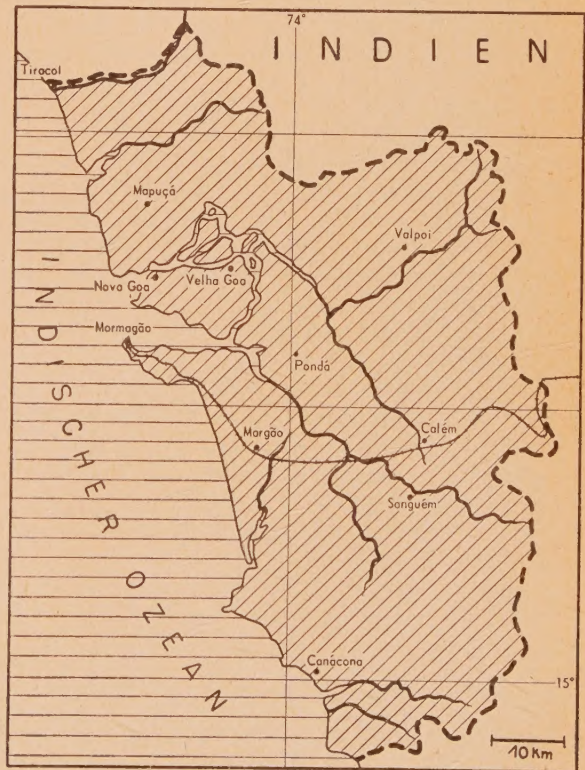 74°
INDIEN
Tiracol
Mapuçá
Valpoi
Nova Goa
Velha Goa
Mormagão
Pondá
Margão
Calém
Sanguém
INDISCHER OZEAN
Canácona
15°
10 Km